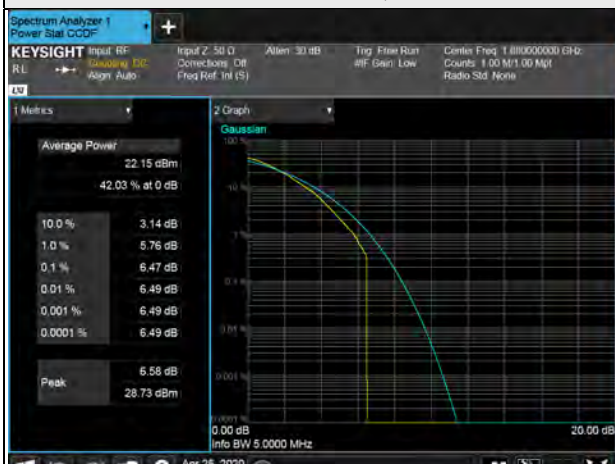 Spectrum Analyzer 1
Power Stat CCDF
+
KEYSIGHT Input: RF Input Z: 50 Ω Atten: 30 dB Trig: Free Run Center Freq: 1.880000000 GHz
RL Coupling: DC Corrections: Off #IF Gain: Low Counts: 1.00 M/1.00 Mpt
Align: Auto Freq Ref: Int (S) Radio Std: None
1 Metrics
2 Graph
Gaussian
Average Power
22.15 dBm
42.03 % at 0 dB
10.0 % 3.14 dB
1.0 % 5.76 dB
0.1 % 6.47 dB
0.01 % 6.49 dB
0.001 % 6.49 dB
0.0001 % 6.49 dB
Peak 6.58 dB
28.73 dBm
100 %
10 %
1 %
0.1 %
0.01 %
0.001 %
0.0001 %
0.00 dB 20.00 dB
Info BW 5.0000 MHz